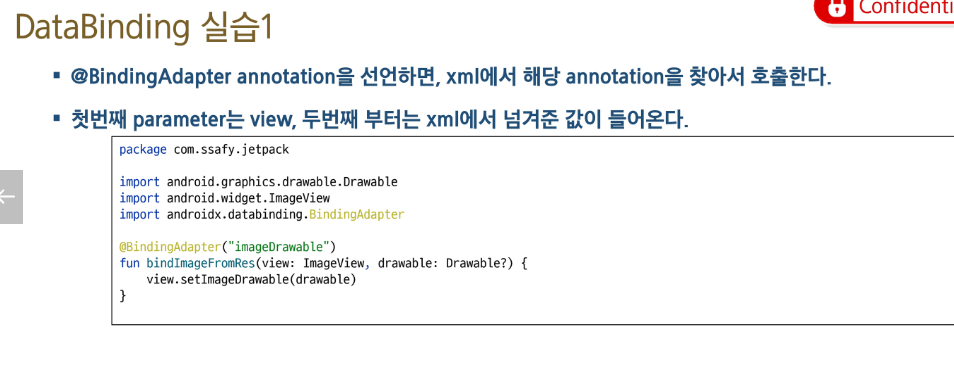 DataBinding 실습1
Confidenti
▪ @BindingAdapter annotation을 선언하면, xml에서 해당 annotation을 찾아서 호출한다.
▪ 첫번째 parameter는 view, 두번째 부터는 xml에서 넘겨준 값이 들어온다.
package com.ssafy.jetpack
import android.graphics.drawable.Drawable
import android.widget.ImageView
import androidx.databinding.BindingAdapter
@BindingAdapter("imageDrawable")
fun bindImageFromRes(view: ImageView, drawable: Drawable?) {
    view.setImageDrawable(drawable)
}